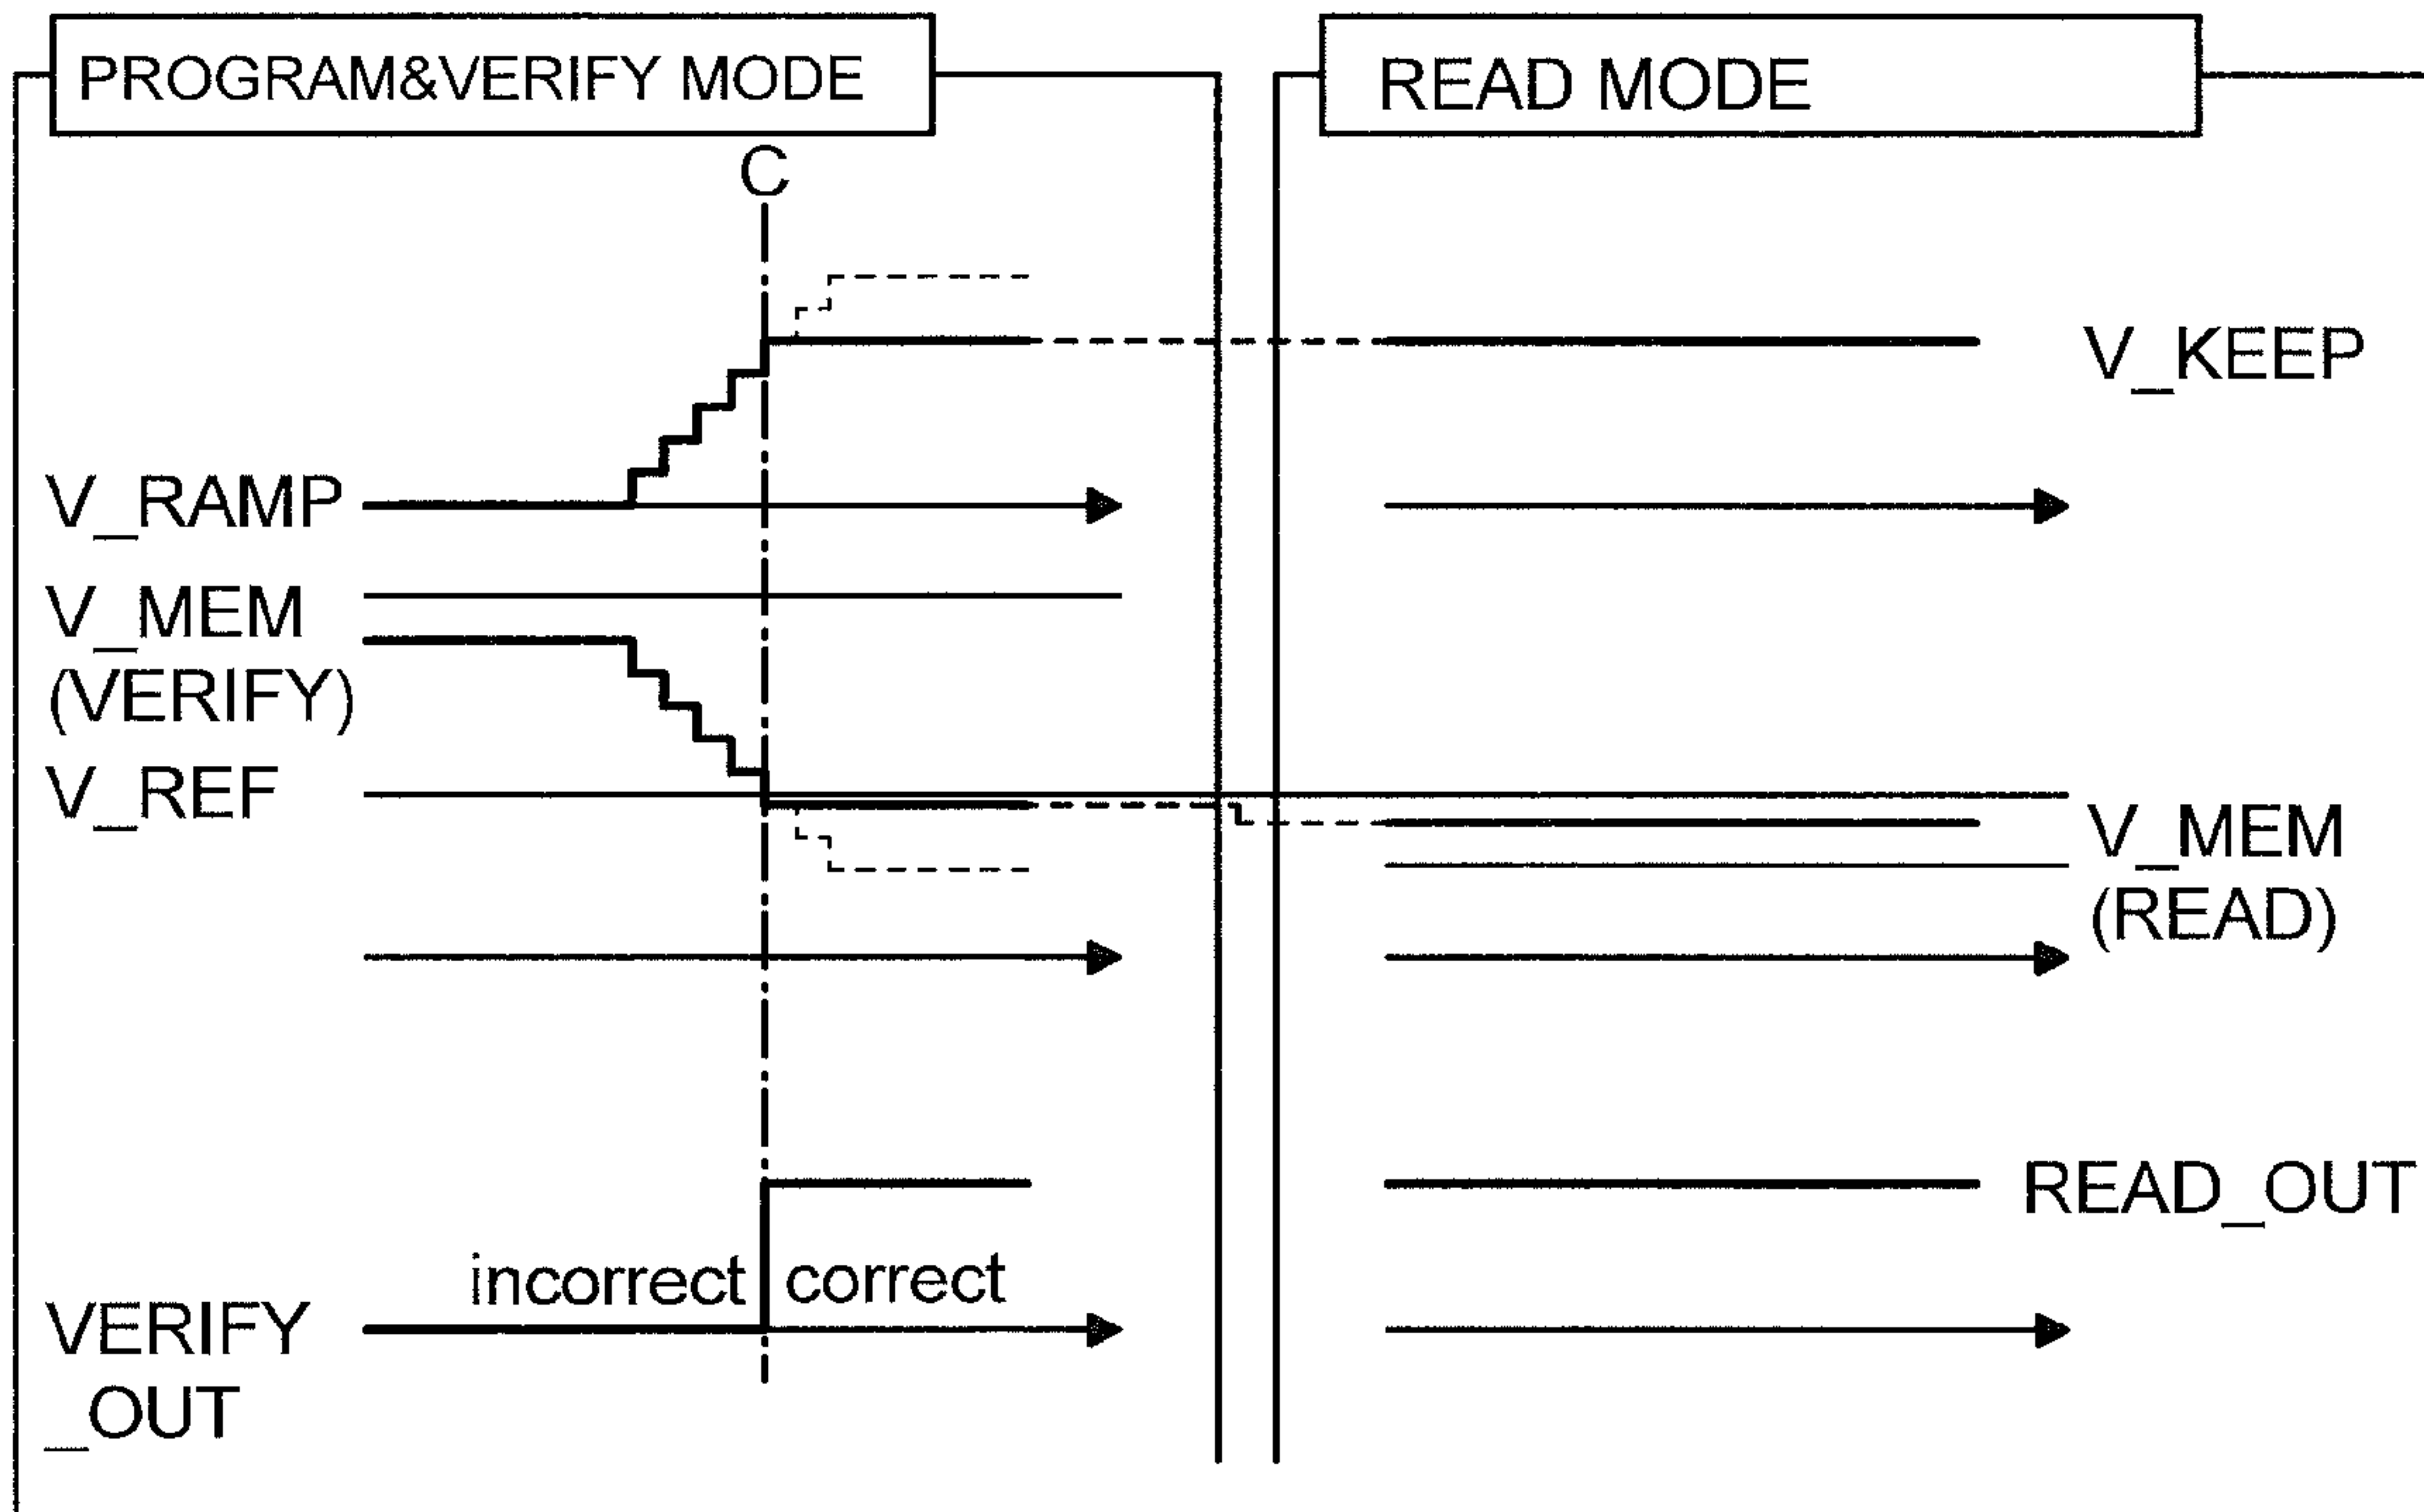 PROGRAM&VERIFY MODE
READ MODE
C
V_KEEP
V_RAMP
V_MEM
(VERIFY)
V_REF
V_MEM
(READ)
READ_OUT
incorrect
correct
VERIFY
_OUT